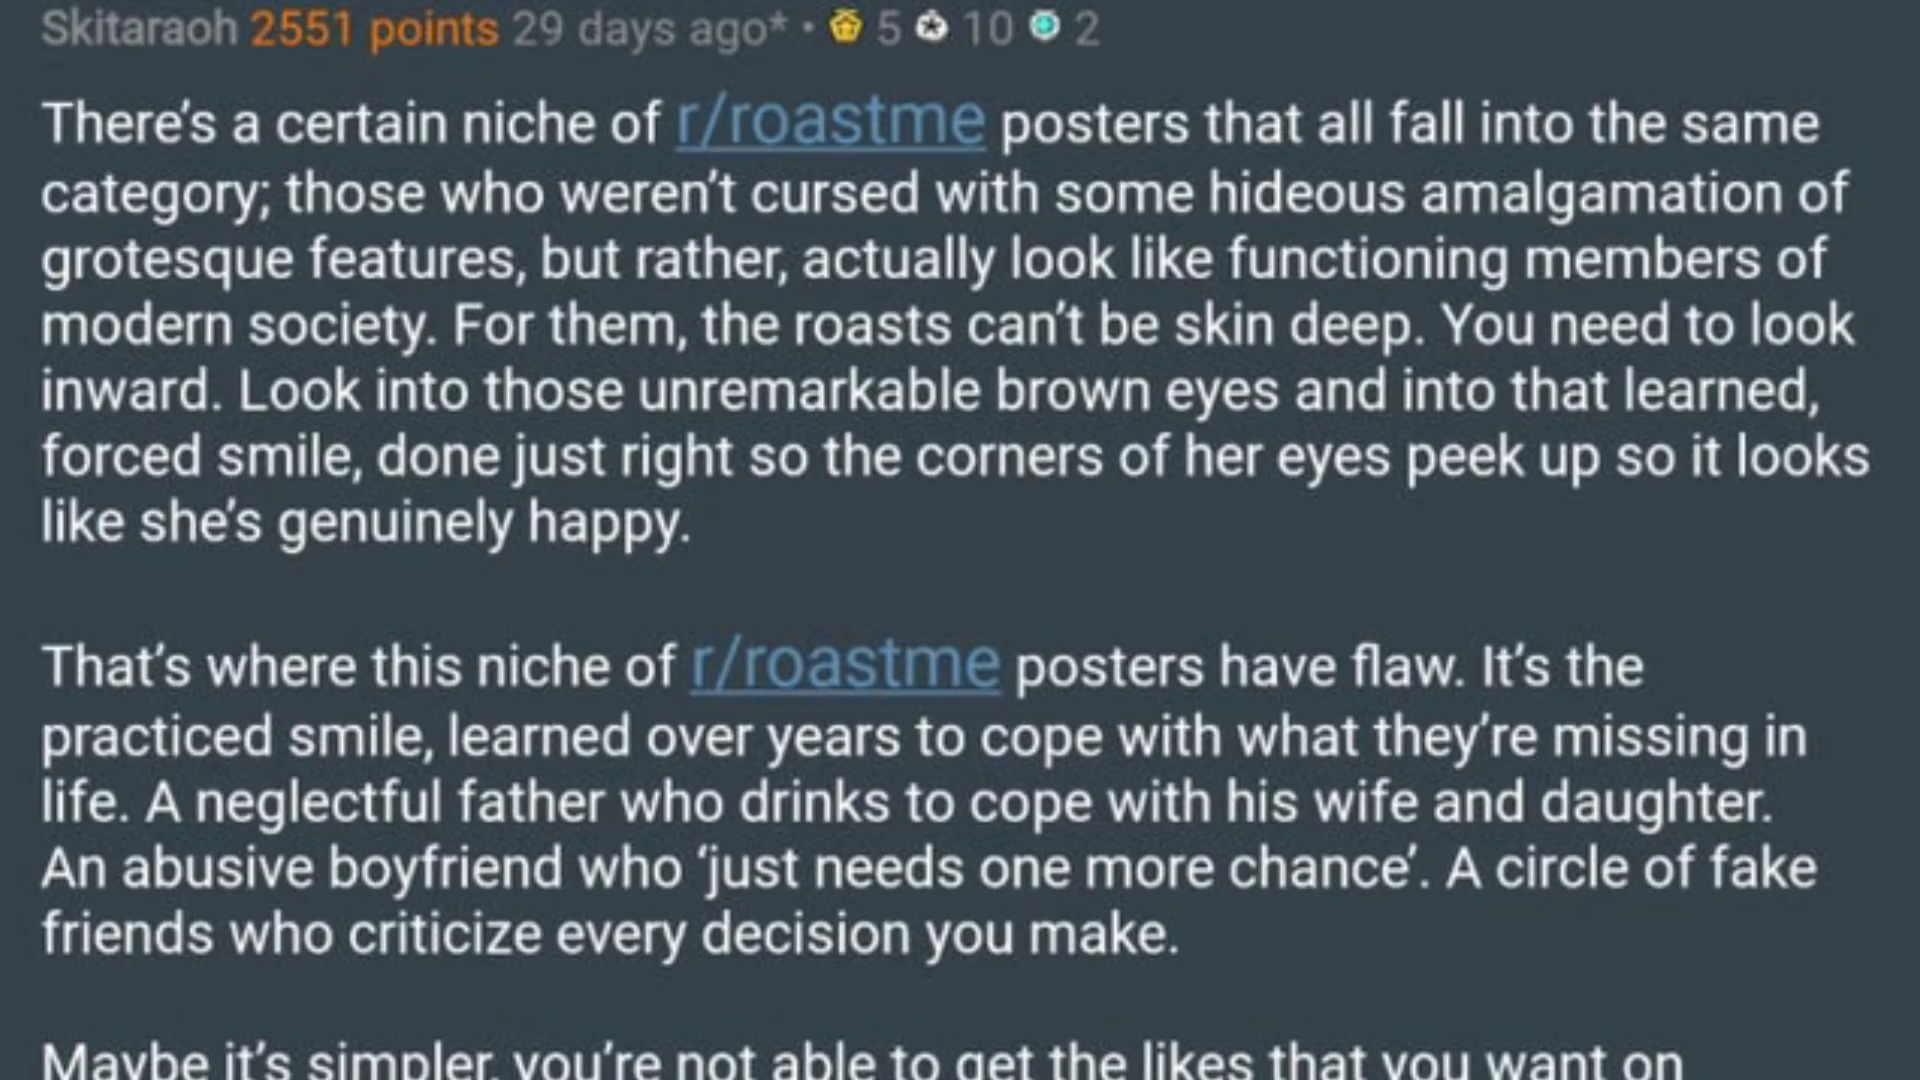 Skitaraoh 2551 points 29 days ago* • 5 10 2
There's a certain niche of r/roastme posters that all fall into the same
category; those who weren't cursed with some hideous amalgamation of
grotesque features, but rather, actually look like functioning members of
modern society. For them, the roasts can't be skin deep. You need to look
inward. Look into those unremarkable brown eyes and into that learned,
forced smile, done just right so the corners of her eyes peek up so it looks
like she's genuinely happy.
That's where this niche of r/roastme posters have flaw. It's the
practiced smile, learned over years to cope with what they're missing in
life. A neglectful father who drinks to cope with his wife and daughter.
An abusive boyfriend who ‘just needs one more chance’. A circle of fake
friends who criticize every decision you make.
Maybe it's simpler, you're not able to get the likes that you want on